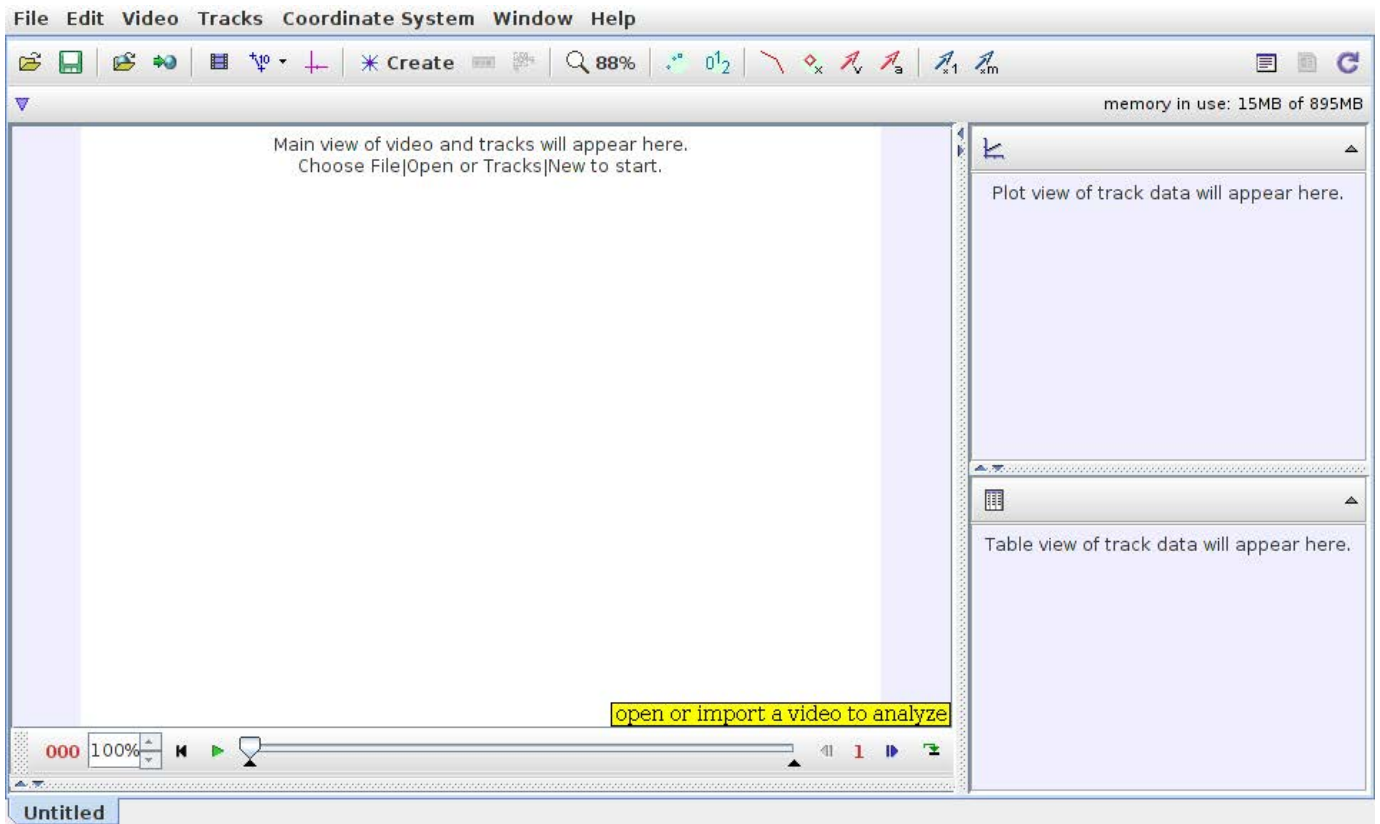 File Edit Video Tracks Coordinate System Window Help
Create 88%
memory in use: 15MB of 895MB
Main view of video and tracks will appear here.
Choose File|Open or Tracks|New to start.
Plot view of track data will appear here.
Table view of track data will appear here.
open or import a video to analyze
000 100% 1
Untitled